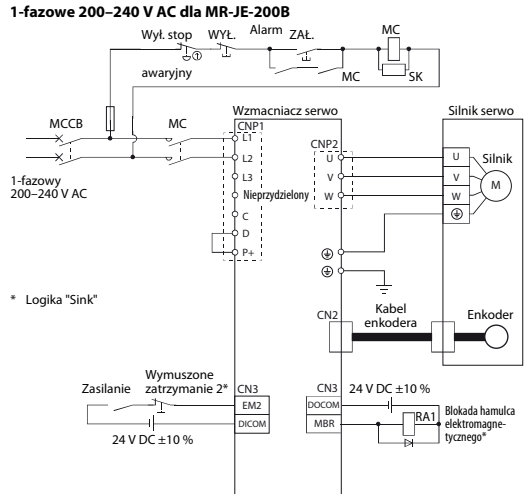 1-fazowe 200–240 V AC dla MR-JE-200B
Wył. stop
awaryjny
①
WYŁ.
Alarm
ZAŁ.
MC
MC
SK
MCCB
MC
1-fazowy
200–240 V AC
Wzmacniacz serwo
CNP1
L1
L2
L3
Nieprzydzielony
C
D
P+
CNP2
U
V
W
Silnik serwo
U
V
W
Silnik
M
* Logika "Sink"
CN2
Kabel
enkodera
Enkoder
Zasilanie
Wymuszone
zatrzymanie 2*
24 V DC ±10 %
CN3
EM2
DICOM
CN3
DOCOM
MBR
24 V DC ±10 %
RA1
Blokada hamulca
elektromagne-
tycznego*